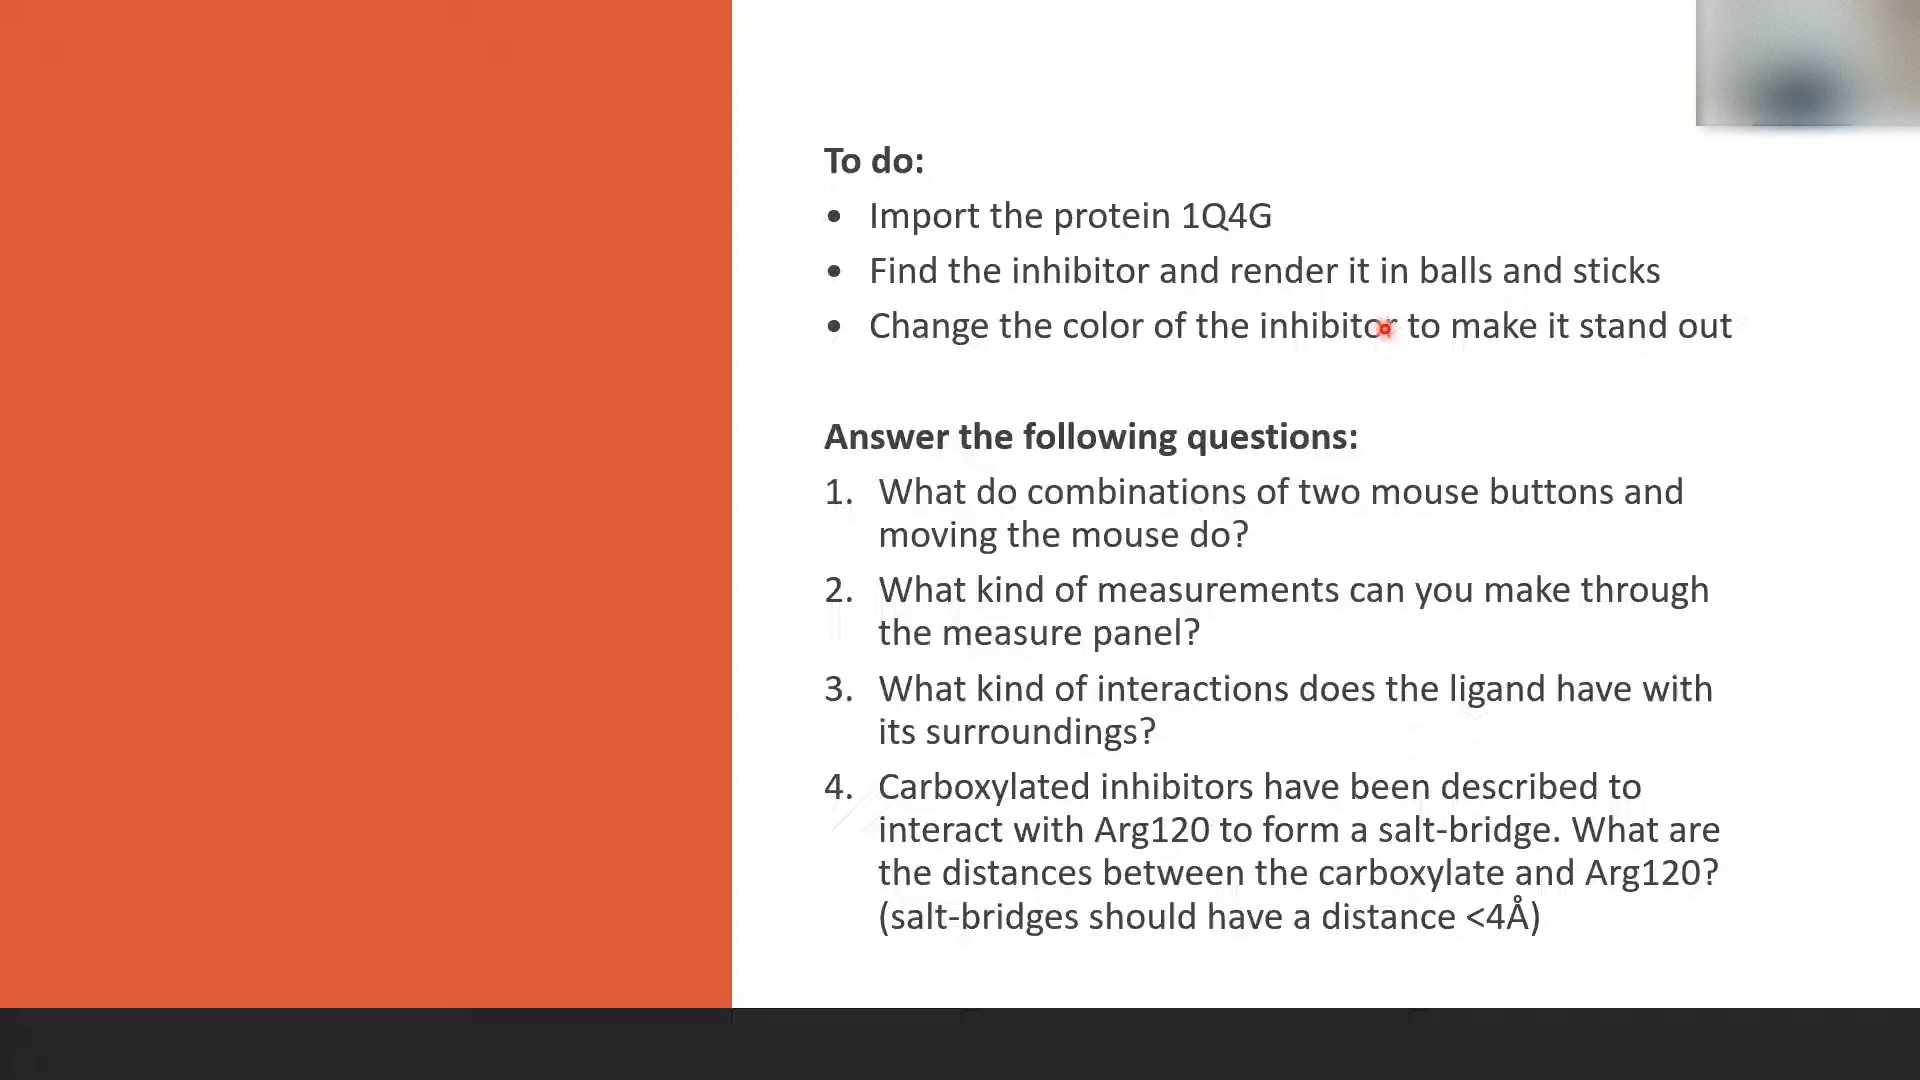 To do:
• Import the protein 1Q4G
• Find the inhibitor and render it in balls and sticks
• Change the color of the inhibitor to make it stand out
Answer the following questions:
1. What do combinations of two mouse buttons and
moving the mouse do?
2. What kind of measurements can you make through
the measure panel?
3. What kind of interactions does the ligand have with
its surroundings?
4. Carboxylated inhibitors have been described to
interact with Arg120 to form a salt-bridge. What are
the distances between the carboxylate and Arg120?
(salt-bridges should have a distance <4Å)